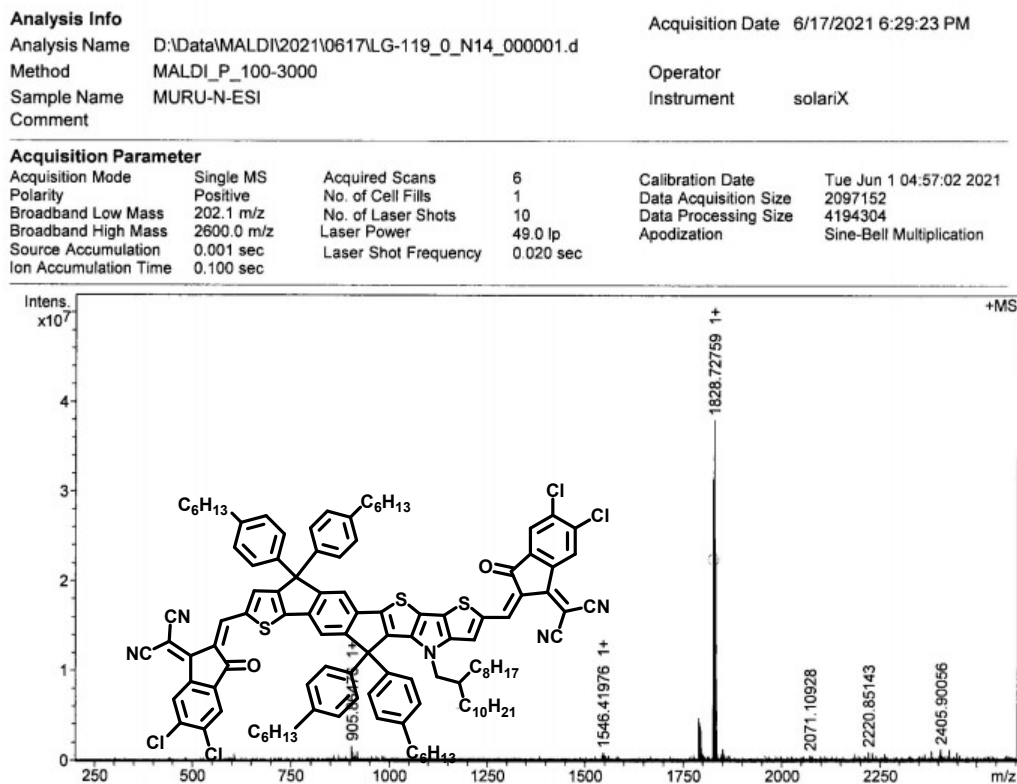 Analysis Info
Acquisition Date 6/17/2021 6:29:23 PM
Analysis Name D:\Data\MALDI\2021\0617\LG-119_0_N14_000001.d
Method MALDI_P_100-3000
Operator
Sample Name MURU-N-ESI
Instrument solariX
Comment
Acquisition Parameter
Acquisition Mode Single MS Acquired Scans 6 Calibration Date Tue Jun 1 04:57:02 2021
Polarity Positive No. of Cell Fills 1 Data Acquisition Size 2097152
Broadband Low Mass 202.1 m/z No. of Laser Shots 10 Data Processing Size 4194304
Broadband High Mass 2600.0 m/z Laser Power 49.0 lp Apodization Sine-Bell Multiplication
Source Accumulation 0.001 sec Laser Shot Frequency 0.020 sec
Ion Accumulation Time 0.100 sec
Intens.
x10⁷
+MS
1828.72759 1+
4
3
C₆H₁₃ C₆H₁₃
Cl
Cl
2
O
S S
CN
CN
CN
NC
S
N
C₈H₁₇
O
1
C₁₀H₂₁
C₆H₁₃
C₆H₁₃
Cl Cl
1+
1546.41976 1+
2071.10928
2220.85143
2405.90056
0
250 500 750 1000 1250 1500 1750 2000 2250 m/z